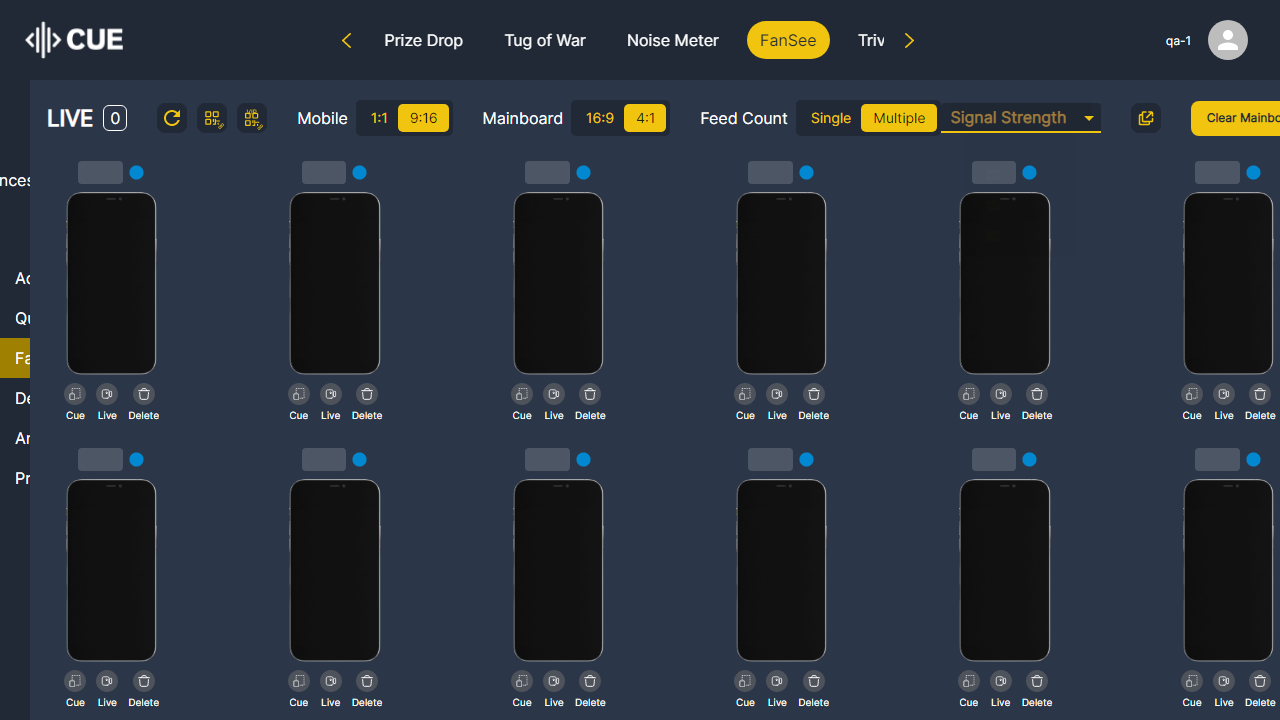 CUE
Prize Drop
Tug of War
Noise Meter
FanSee
Triv
qa-1
LIVE 0
Mobile 1:1 9:16
Mainboard 16:9 4:1
Feed Count Single Multiple
Signal Strength
Clear Mainbo
nces
Ac
Qu
Fa
De
Ar
Pr
Cue Live Delete
Cue Live Delete
Cue Live Delete
Cue Live Delete
Cue Live Delete
Cue Live Delete
Cue Live Delete
Cue Live Delete
Cue Live Delete
Cue Live Delete
Cue Live Delete
Cue Live Delete